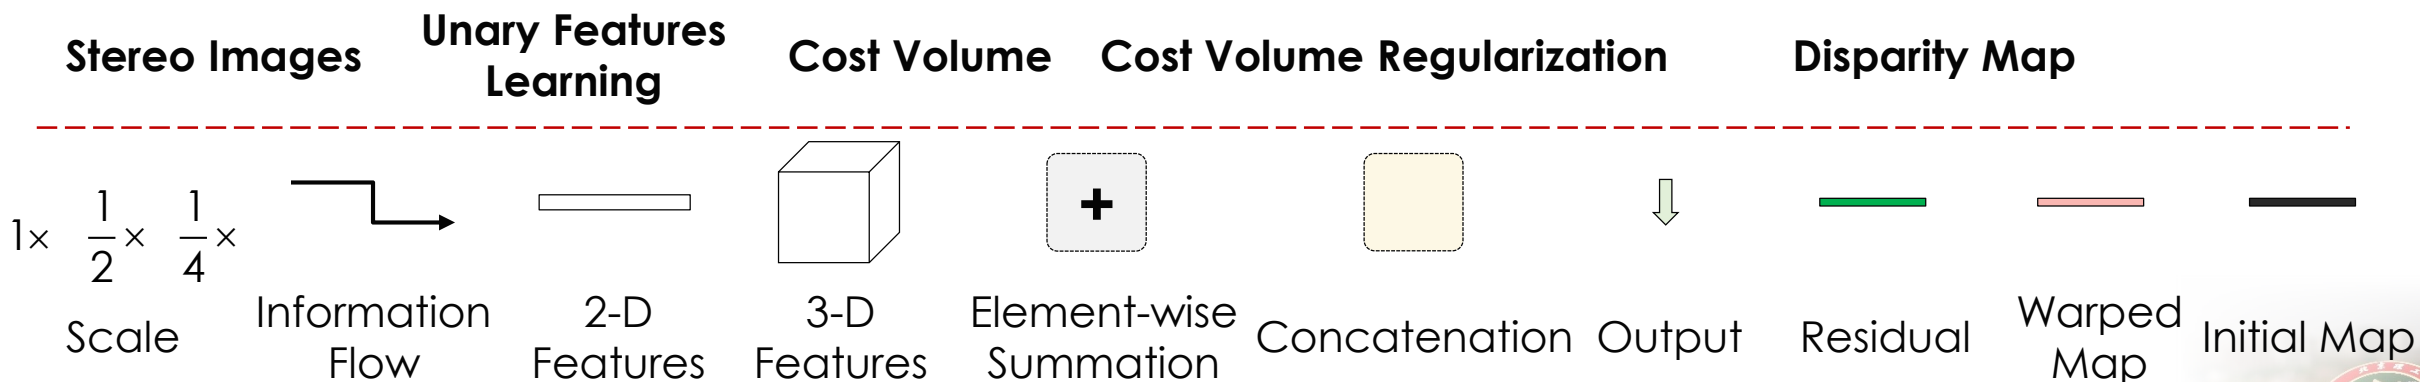 Stereo Images
Unary Features
Learning
Cost Volume
Cost Volume Regularization
Disparity Map
1× 1/2× 1/4×
+
Scale
Information
Flow
2-D
Features
3-D
Features
Element-wise
Summation
Concatenation
Output
Residual
Warped
Map
Initial Map